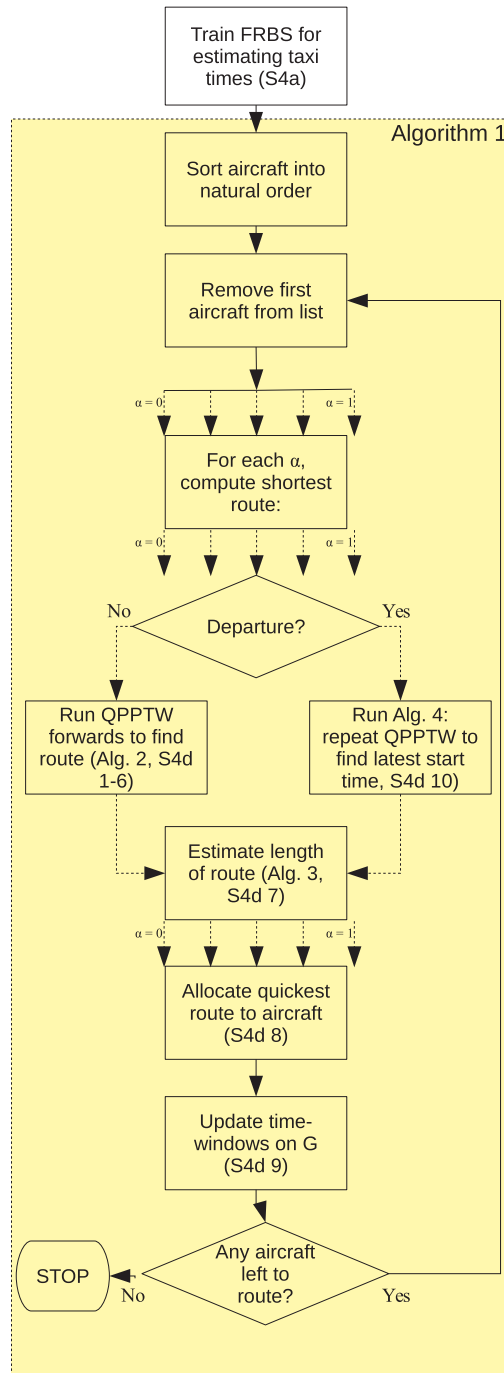 Train FRBS for
estimating taxi
times (S4a)
Algorithm 1
Sort aircraft into
natural order
Remove first
aircraft from list
α = 0
α = 1
For each α,
compute shortest
route:
α = 0
α = 1
Departure?
No
Yes
Run QPPTW
forwards to find
route (Alg. 2, S4d
1-6)
Run Alg. 4:
repeat QPPTW to
find latest start
time, S4d 10)
Estimate length
of route (Alg. 3,
S4d 7)
α = 0
α = 1
Allocate quickest
route to aircraft
(S4d 8)
Update time-
windows on G
(S4d 9)
Any aircraft
left to
route?
STOP
No
Yes